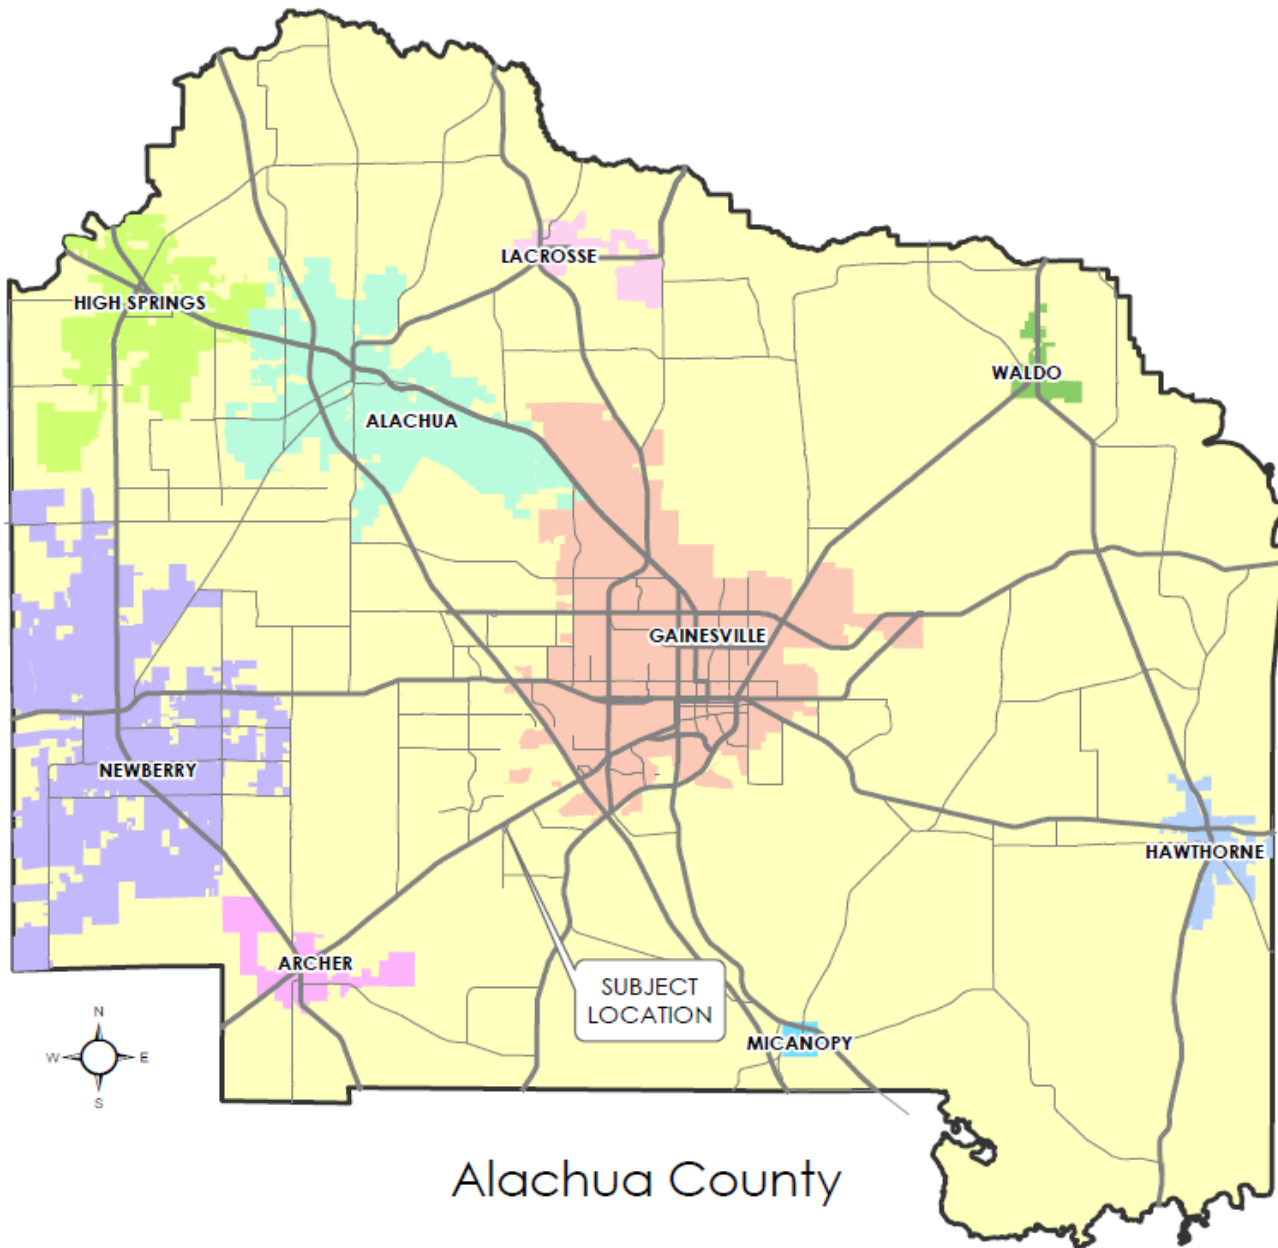 LACROSSE
HIGH SPRINGS
WALDO
ALACHUA
GAINESVILLE
NEWBERRY
HAWTHORNE
ARCHER
SUBJECT
LOCATION
MICANOPY
N
W
E
S
Alachua County